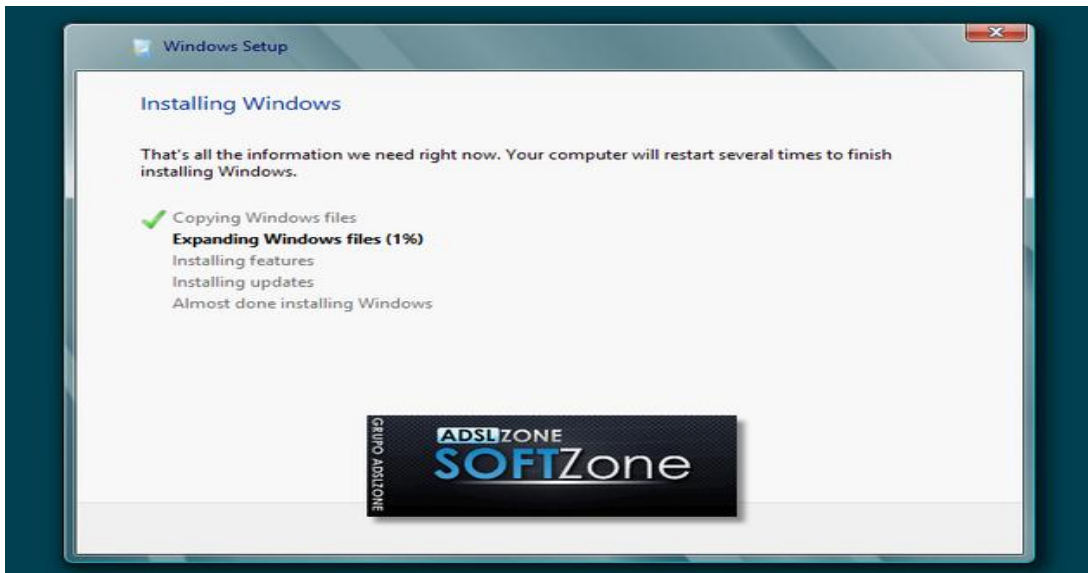 Windows Setup
Installing Windows
That's all the information we need right now. Your computer will restart several times to finish
installing Windows.
Copying Windows files
Expanding Windows files (1%)
Installing features
Installing updates
Almost done installing Windows
GRUPO ADSLZONE
ADSLZONE
SOFTZone